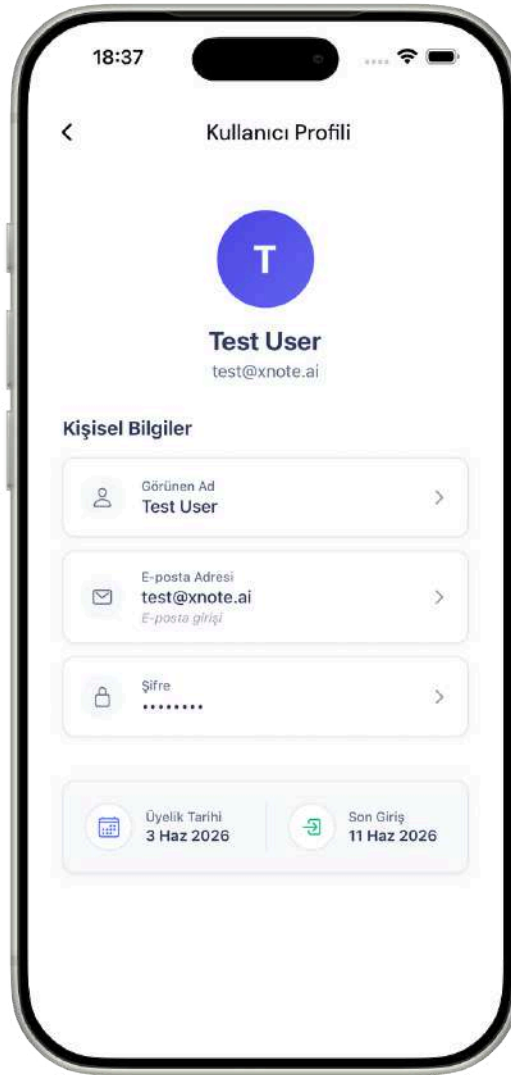 18:37
Kullanıcı Profili
T
Test User
test@xnote.ai
Kişisel Bilgiler
Görünen Ad
Test User
E-posta Adresi
test@xnote.ai
E-posta girişi
Şifre
••••••••
Üyelik Tarihi
3 Haz 2026
Son Giriş
11 Haz 2026